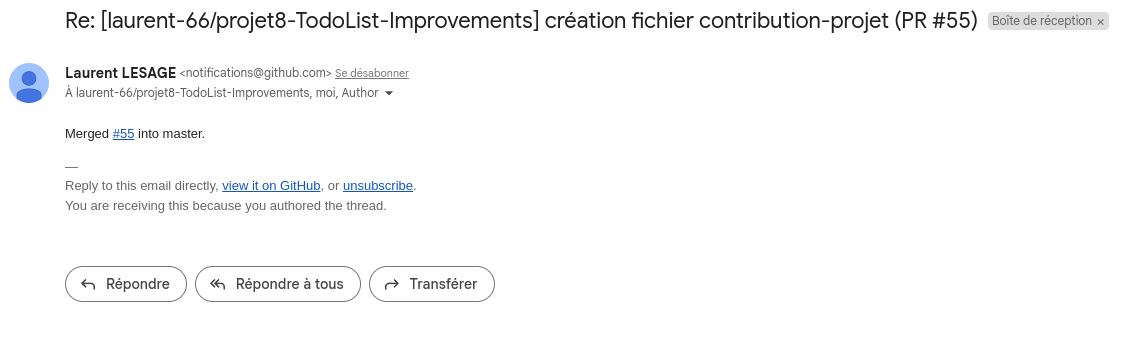 Re: [laurent-66/projet8-TodoList-Improvements] création fichier contribution-projet (PR #55) Boîte de réception ×
Laurent LESAGE <notifications@github.com> Se désabonner
À laurent-66/projet8-TodoList-Improvements, moi, Author
Merged #55 into master.
—
Reply to this email directly, view it on GitHub, or unsubscribe.
You are receiving this because you authored the thread.
Répondre Répondre à tous Transférer